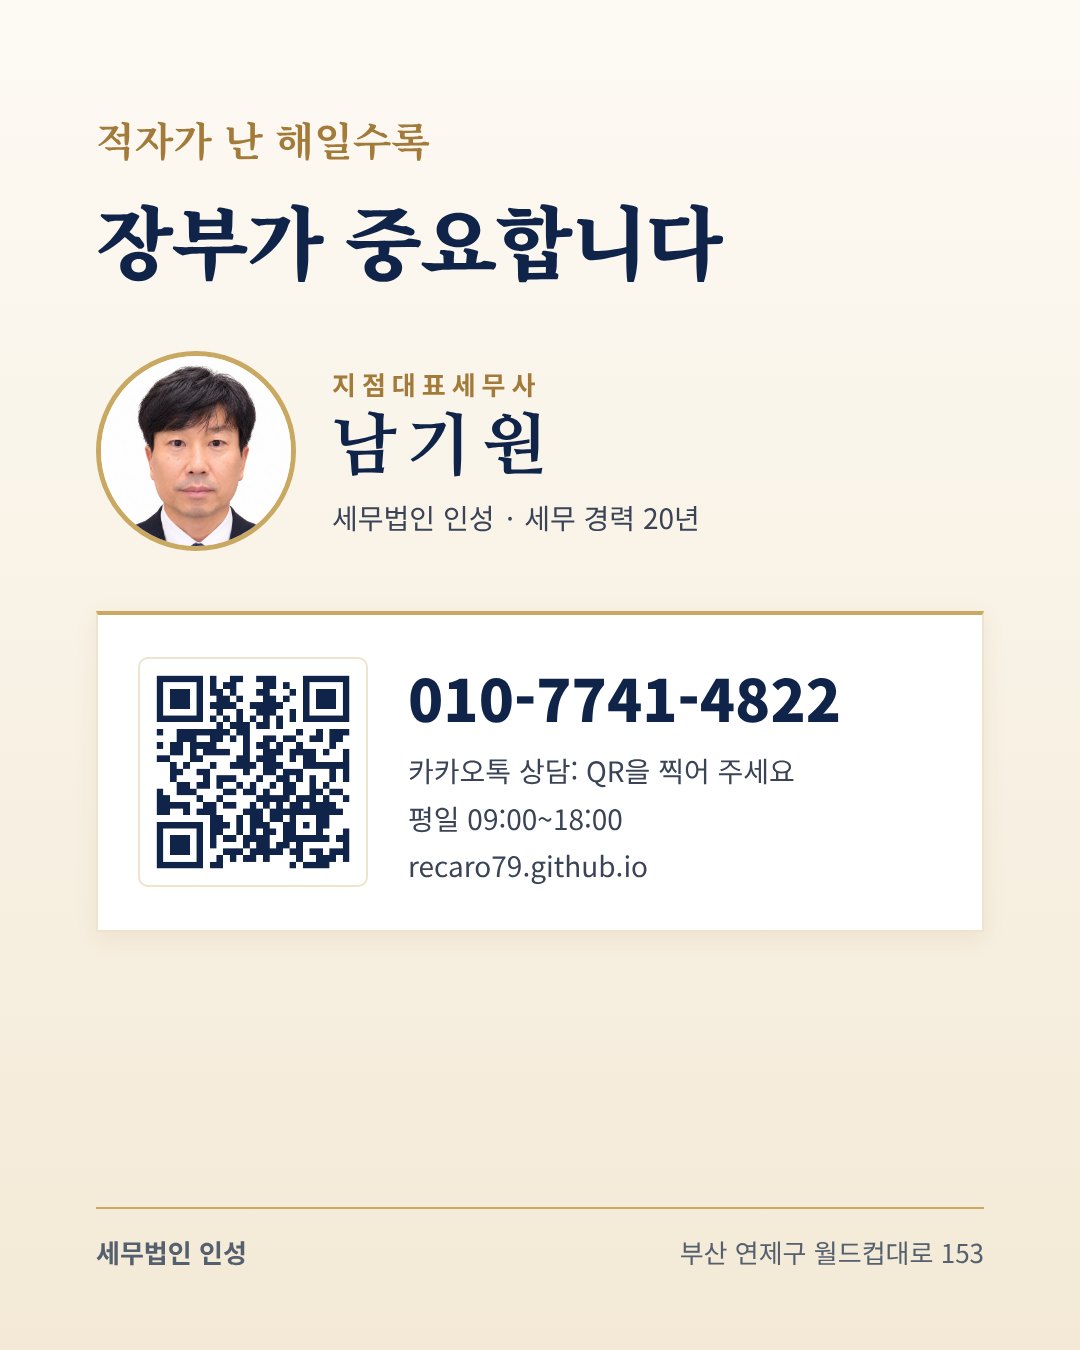 적자가 난 해일수록
장부가 중요합니다
지점대표세무사
남기원
세무법인 인성 · 세무 경력 20년
010-7741-4822
카카오톡 상담: QR을 찍어 주세요
평일 09:00~18:00
recaro79.github.io
세무법인 인성
부산 연제구 월드컵대로 153